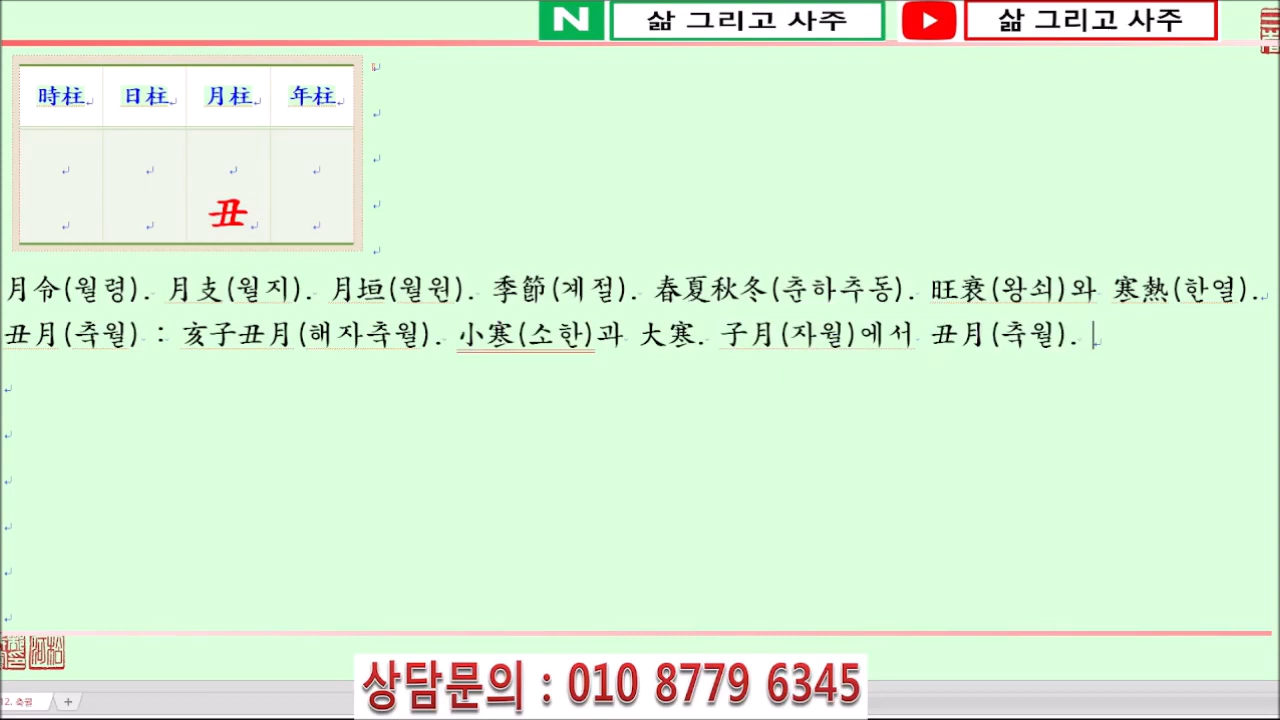 N 삶 그리고 사주 삶 그리고 사주
時柱 日柱 月柱 年柱
丑
月令(월령). 月支(월지). 月垣(월원). 季節(계절). 春夏秋冬(춘하추동). 旺衰(왕쇠)와 寒熱(한열).
丑月(축월) : 亥子丑月(해자축월). 小寒(소한)과 大寒. 子月(자월)에서 丑月(축월).
상담문의 : 010 8779 6345
12. 축월 +